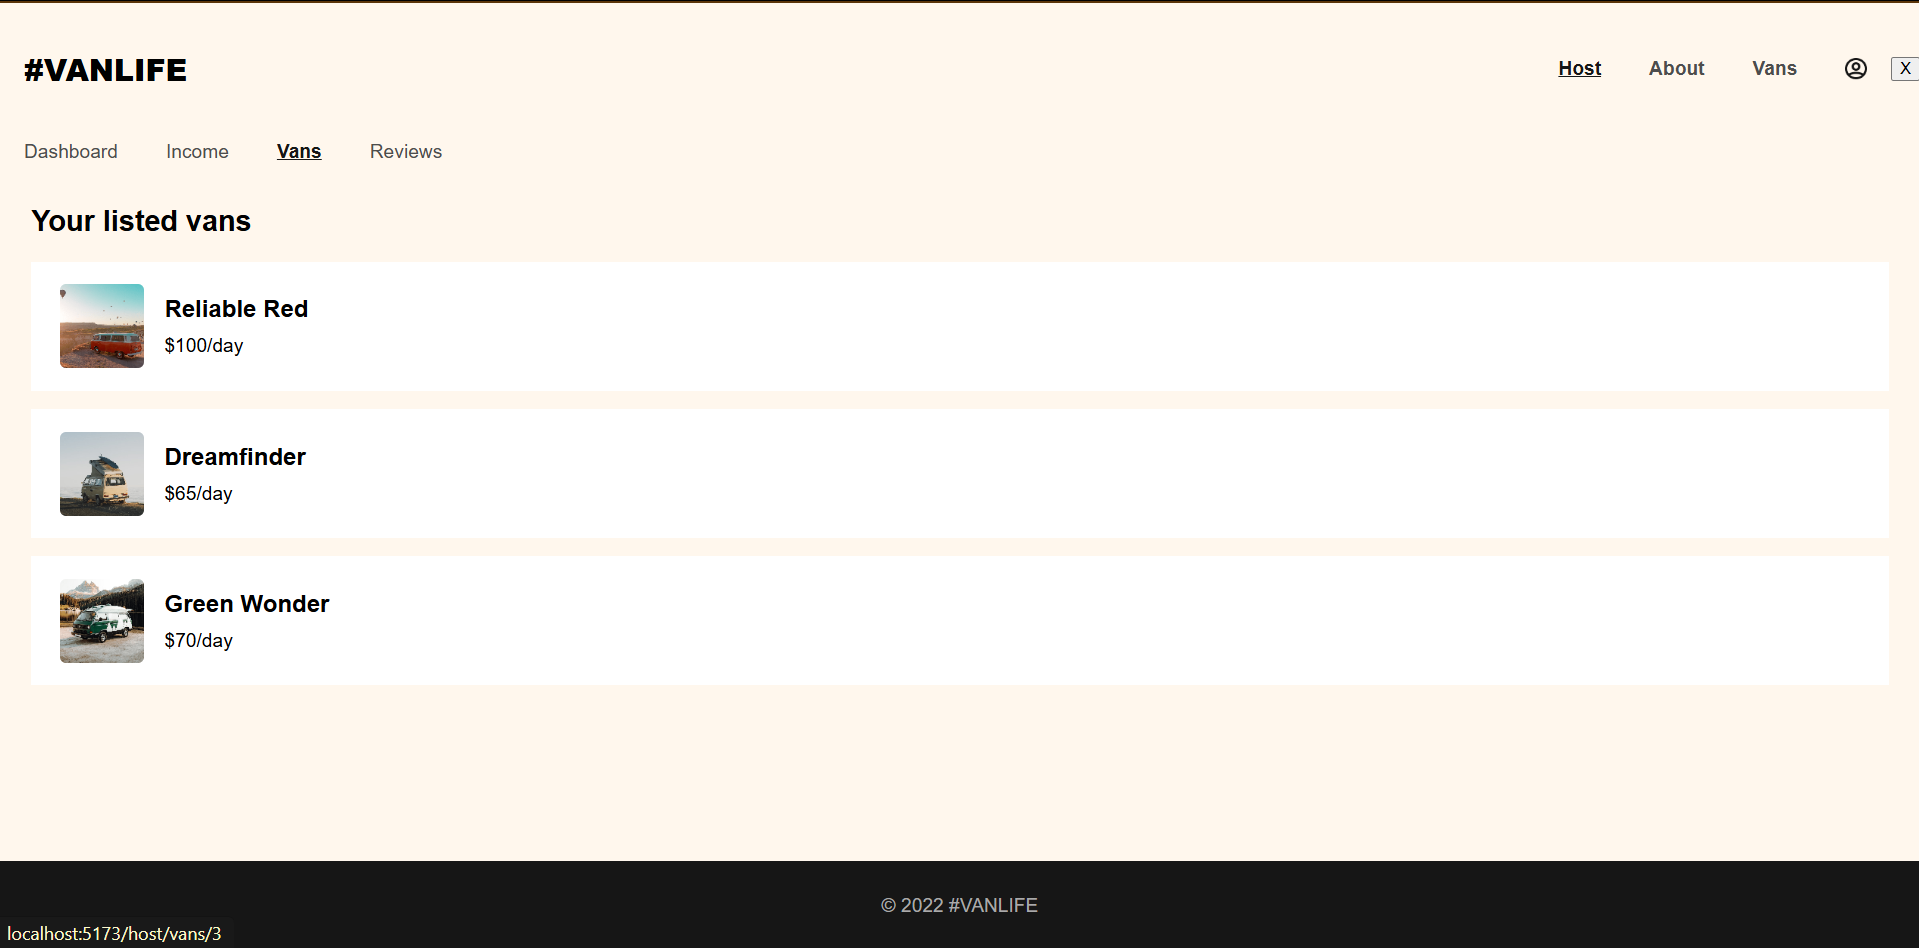 #VANLIFE
Host About Vans X
Dashboard Income Vans Reviews
Your listed vans
Reliable Red
$100/day
Dreamfinder
$65/day
Green Wonder
$70/day
© 2022 #VANLIFE
localhost:5173/host/vans/3